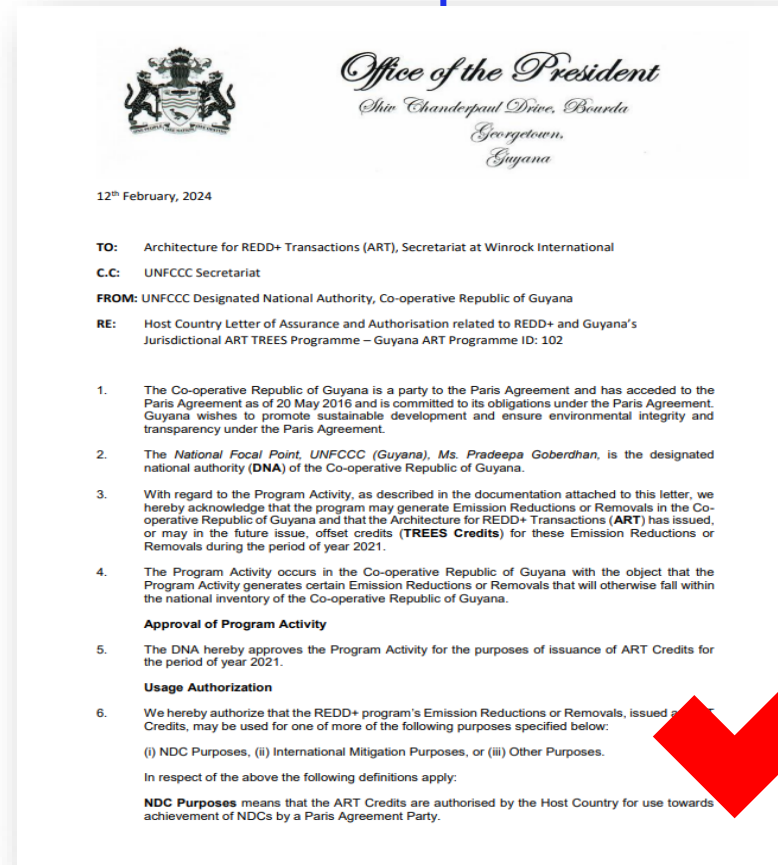 Office of the President
Shiv Chanderpaul Drive, Bourda
Georgetown,
Guyana
12th February, 2024
TO: Architecture for REDD+ Transactions (ART), Secretariat at Winrock International
C.C: UNFCCC Secretariat
FROM: UNFCCC Designated National Authority, Co-operative Republic of Guyana
RE: Host Country Letter of Assurance and Authorisation related to REDD+ and Guyana's
Jurisdictional ART TREES Programme – Guyana ART Programme ID: 102
1. The Co-operative Republic of Guyana is a party to the Paris Agreement and has acceded to the
Paris Agreement as of 20 May 2016 and is committed to its obligations under the Paris Agreement.
Guyana wishes to promote sustainable development and ensure environmental integrity and
transparency under the Paris Agreement.
2. The National Focal Point, UNFCCC (Guyana), Ms. Pradeepa Goberdhan, is the designated
national authority (DNA) of the Co-operative Republic of Guyana.
3. With regard to the Program Activity, as described in the documentation attached to this letter, we
hereby acknowledge that the program may generate Emission Reductions or Removals in the Co-
operative Republic of Guyana and that the Architecture for REDD+ Transactions (ART) has issued,
or may in the future issue, offset credits (TREES Credits) for these Emission Reductions or
Removals during the period of year 2021.
4. The Program Activity occurs in the Co-operative Republic of Guyana with the object that the
Program Activity generates certain Emission Reductions or Removals that will otherwise fall within
the national inventory of the Co-operative Republic of Guyana.
Approval of Program Activity
5. The DNA hereby approves the Program Activity for the purposes of issuance of ART Credits for
the period of year 2021.
Usage Authorization
6. We hereby authorize that the REDD+ program's Emission Reductions or Removals, issued
Credits, may be used for one of more of the following purposes specified below:
(i) NDC Purposes, (ii) International Mitigation Purposes, or (iii) Other Purposes.
In respect of the above the following definitions apply:
NDC Purposes means that the ART Credits are authorised by the Host Country for use towards
achievement of NDCs by a Paris Agreement Party.